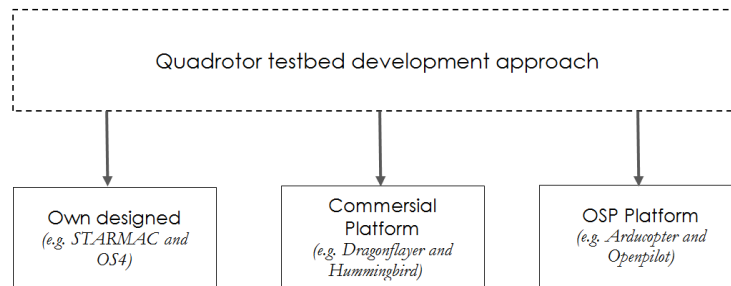 Quadrotor testbed development approach
Own designed
(e.g. STARMAC and
OS4)
Commersial
Platform
(e.g. Dragonflayer and
Hummingbird)
OSP Platform
(e.g. Arducopter and
Openpilot)